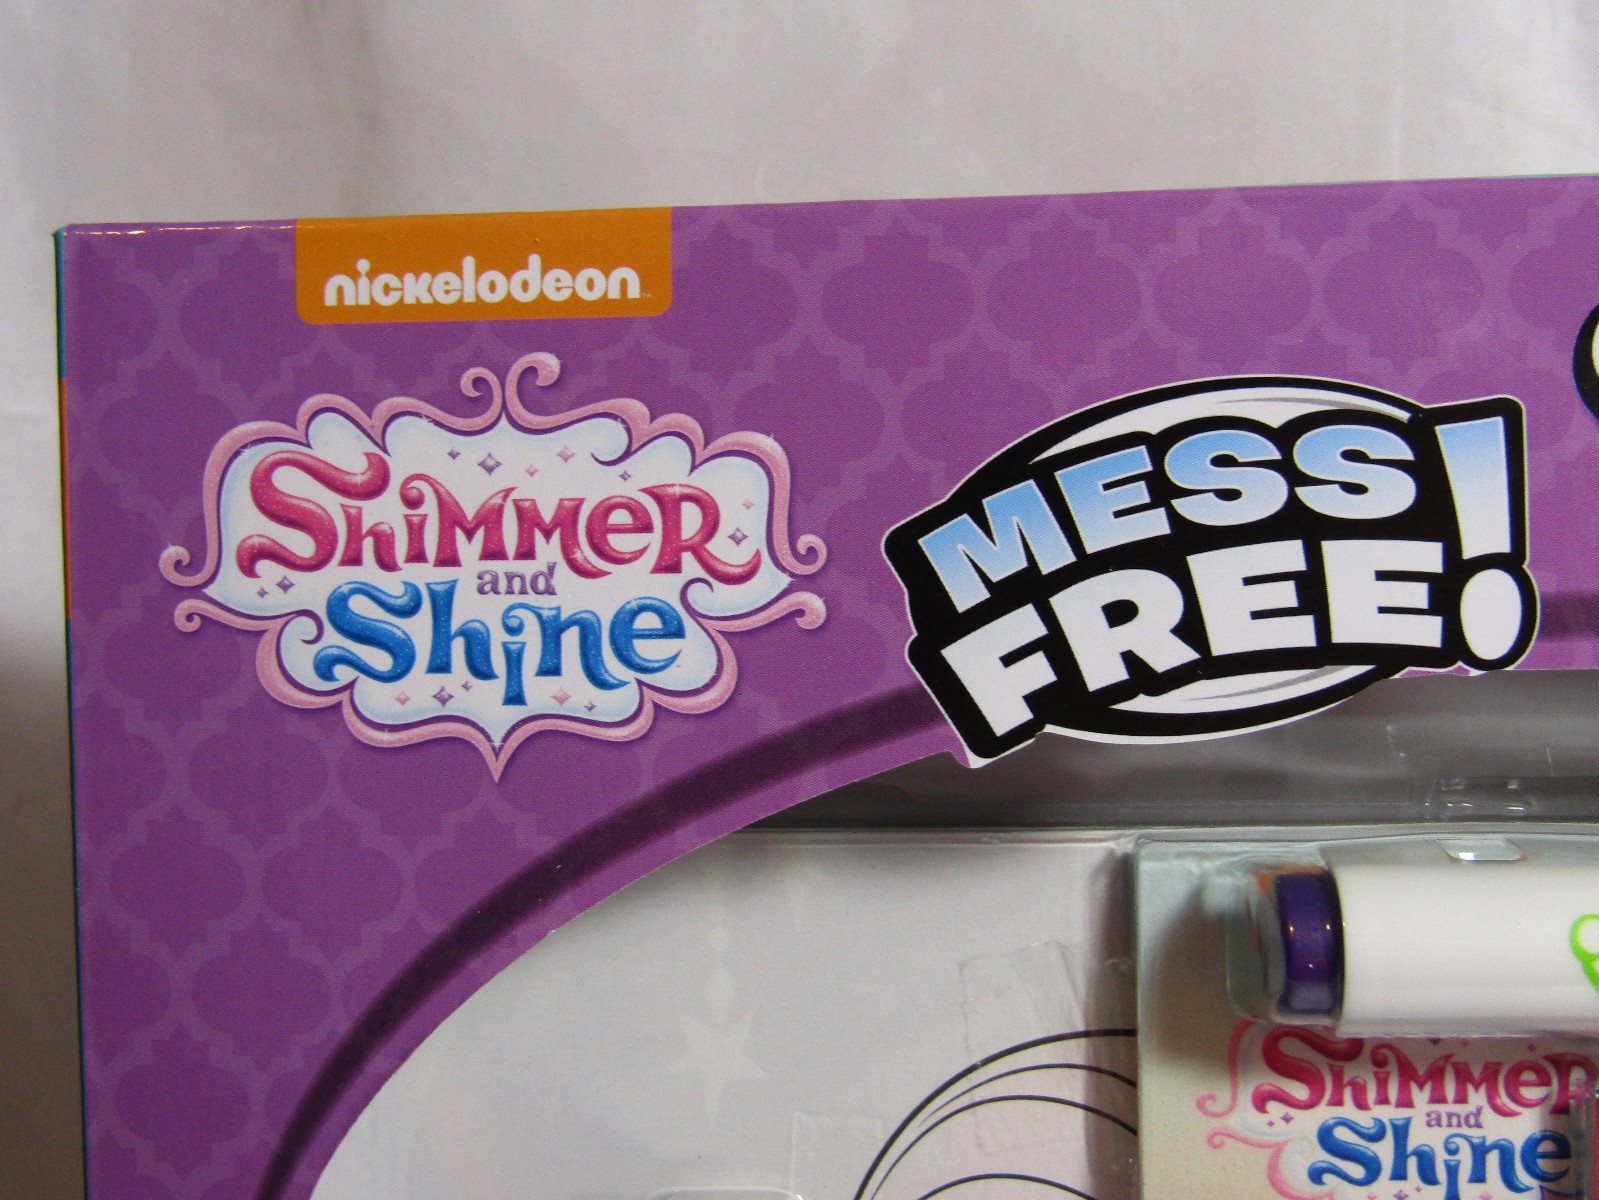 nickelodeon
Shimmer
and
Shine
MESS
FREE!
Shimmer
and
Shine